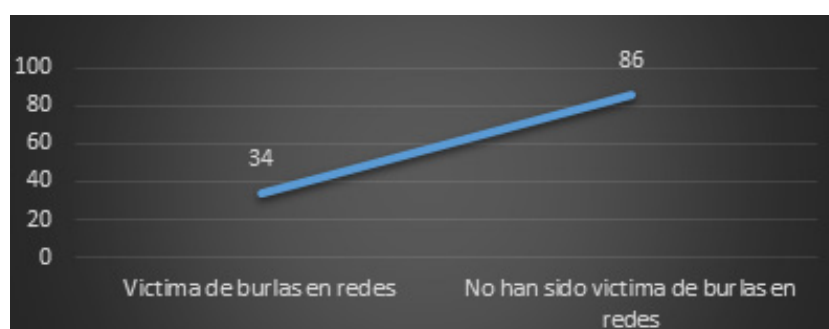 86
100
80
60
34
40
20
0
Victima de burlas en redes
No han sido victima de burlas en
redes